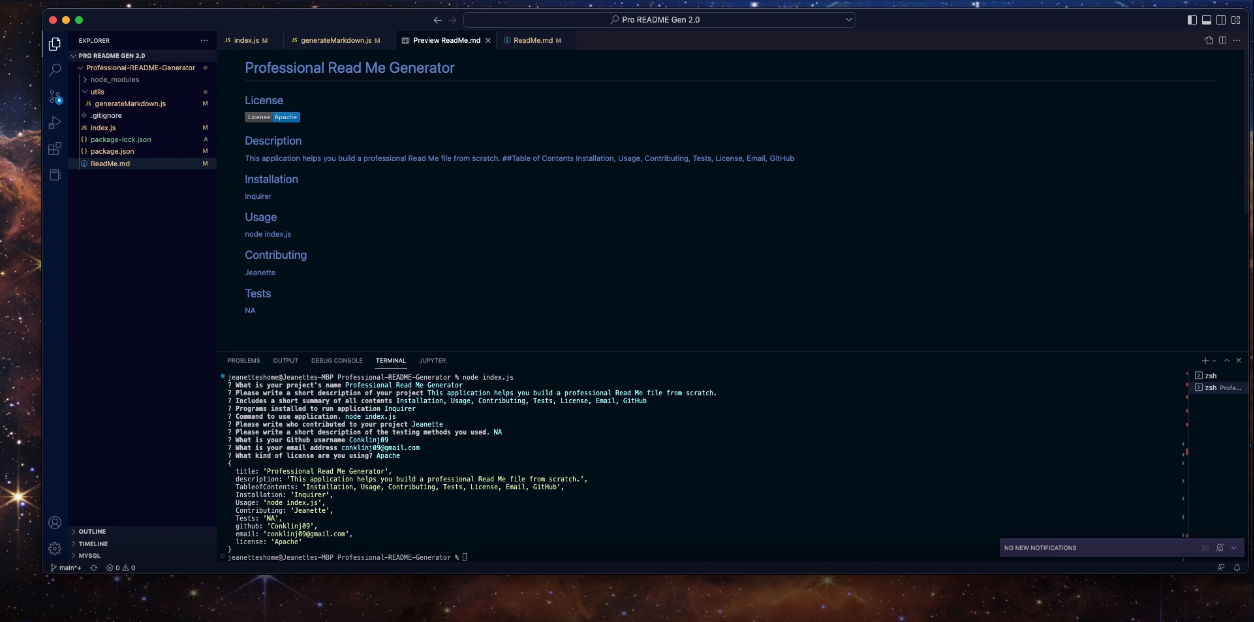 Pro README Gen 2.0
EXPLORER
PRO README GEN 2.0
Professional-README-Generator
node_modules
utils
JS generateMarkdown.js M
.gitignore
JS index.js M
{} package-lock.json A
{} package.json M
ReadMe.md M
OUTLINE
TIMELINE
MYSQL
JS index.js M
JS generateMarkdown.js M
Preview ReadMe.md
ReadMe.md M
Professional Read Me Generator
License
License Apache
Description
This application helps you build a professional Read Me file from scratch. ##Table of Contents Installation, Usage, Contributing, Tests, License, Email, GitHub
Installation
Inquirer
Usage
node index.js
Contributing
Jeanette
Tests
NA
PROBLEMS OUTPUT DEBUG CONSOLE TERMINAL JUPYTER
jeanetteshome@Jeanettes-MBP Professional-README-Generator % node index.js
? What is your project's name Professional Read Me Generator
? Please write a short description of your project This application helps you build a professional Read Me file from scratch.
? Includes a short summary of all contents Installation, Usage, Contributing, Tests, License, Email, GitHub
? Programs installed to run application Inquirer
? Command to use application. node index.js
? Please write who contributed to your project Jeanette
? Please write a short description of the testing methods you used. NA
? What is your Github username Conklinj09
? What is your email address conklinj09@gmail.com
? What kind of license are you using? Apache
{
title: 'Professional Read Me Generator',
description: 'This application helps you build a professional Read Me file from scratch.',
TableofContents: 'Installation, Usage, Contributing, Tests, License, Email, GitHub',
Installation: 'Inquirer',
Usage: 'node index.js',
Contributing: 'Jeanette',
Tests: 'NA',
github: 'Conklinj09',
email: 'conklinj09@gmail.com',
license: 'Apache'
}
jeanetteshome@Jeanettes-MBP Professional-README-Generator %
zsh
zsh Profe...
NO NEW NOTIFICATIONS
main*+ 0 0